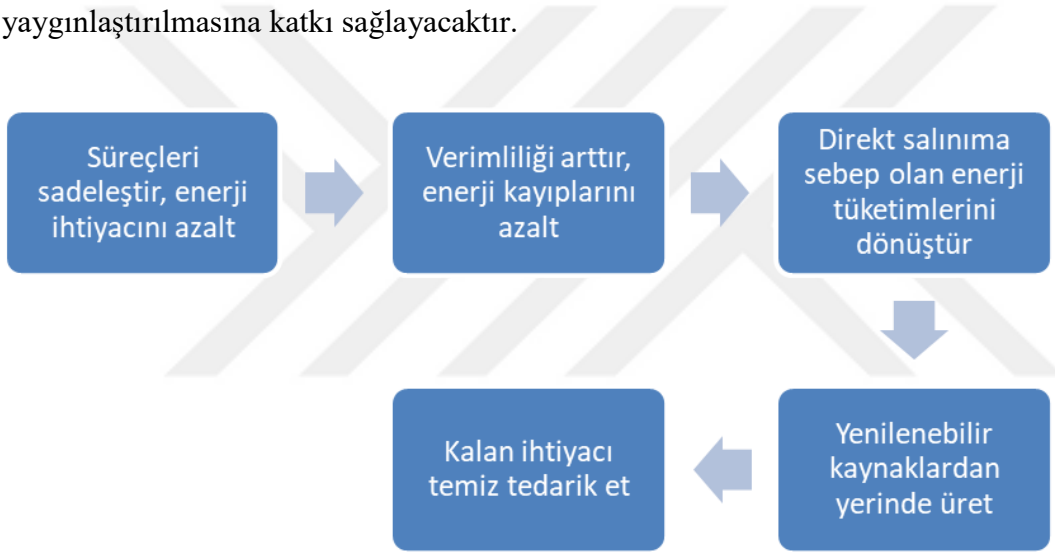 yaygınlaştırılmasına katkı sağlayacaktır.
Süreçleri
sadeleştir, enerji
ihtiyacını azalt
Verimliliği arttır,
enerji kayıplarını
azalt
Direkt salınıma
sebep olan enerji
tüketimlerini
dönüştür
Yenilenebilir
kaynaklardan
yerinde üret
Kalan ihtiyacı
temiz tedarik et